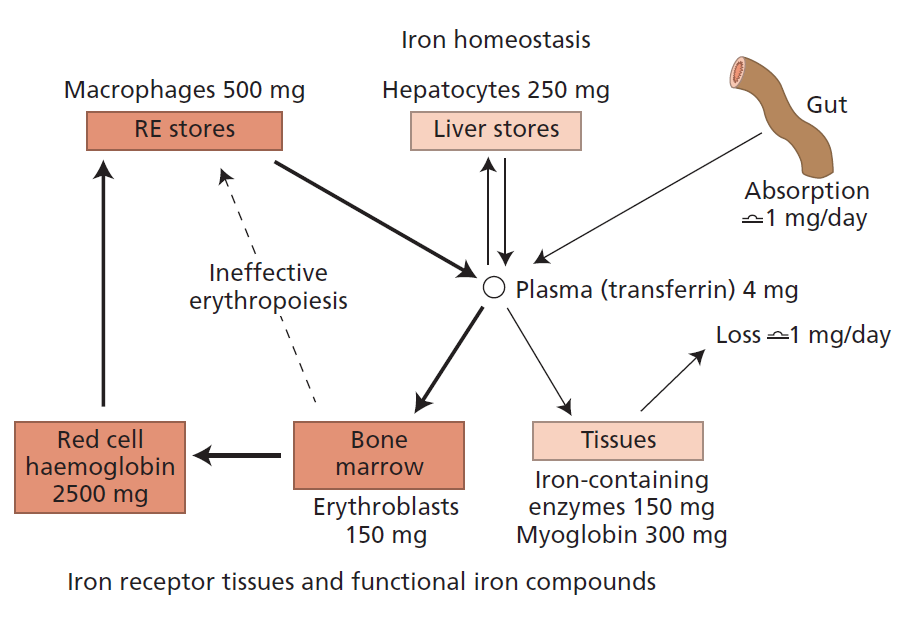 Iron homeostasis
Macrophages 500 mg
RE stores
Hepatocytes 250 mg
Liver stores
Gut
Absorption
≏1 mg/day
Ineffective
erythropoiesis
Plasma (transferrin) 4 mg
Loss ≏1 mg/day
Red cell
haemoglobin
2500 mg
Bone
marrow
Erythroblasts
150 mg
Tissues
Iron-containing
enzymes 150 mg
Myoglobin 300 mg
Iron receptor tissues and functional iron compounds